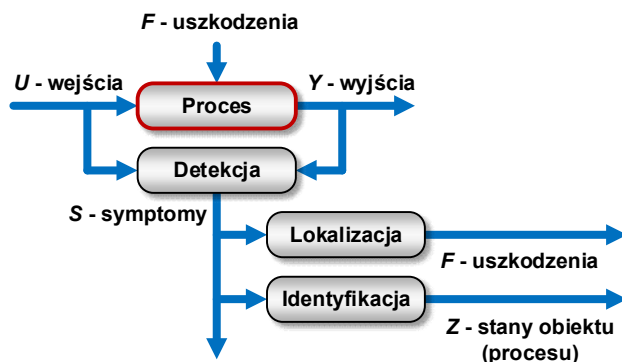 F - uszkodzenia
U - wejścia
Y - wyjścia
Proces
Detekcja
S - symptomy
Lokalizacja
F - uszkodzenia
Identyfikacja
Z - stany obiektu
(procesu)